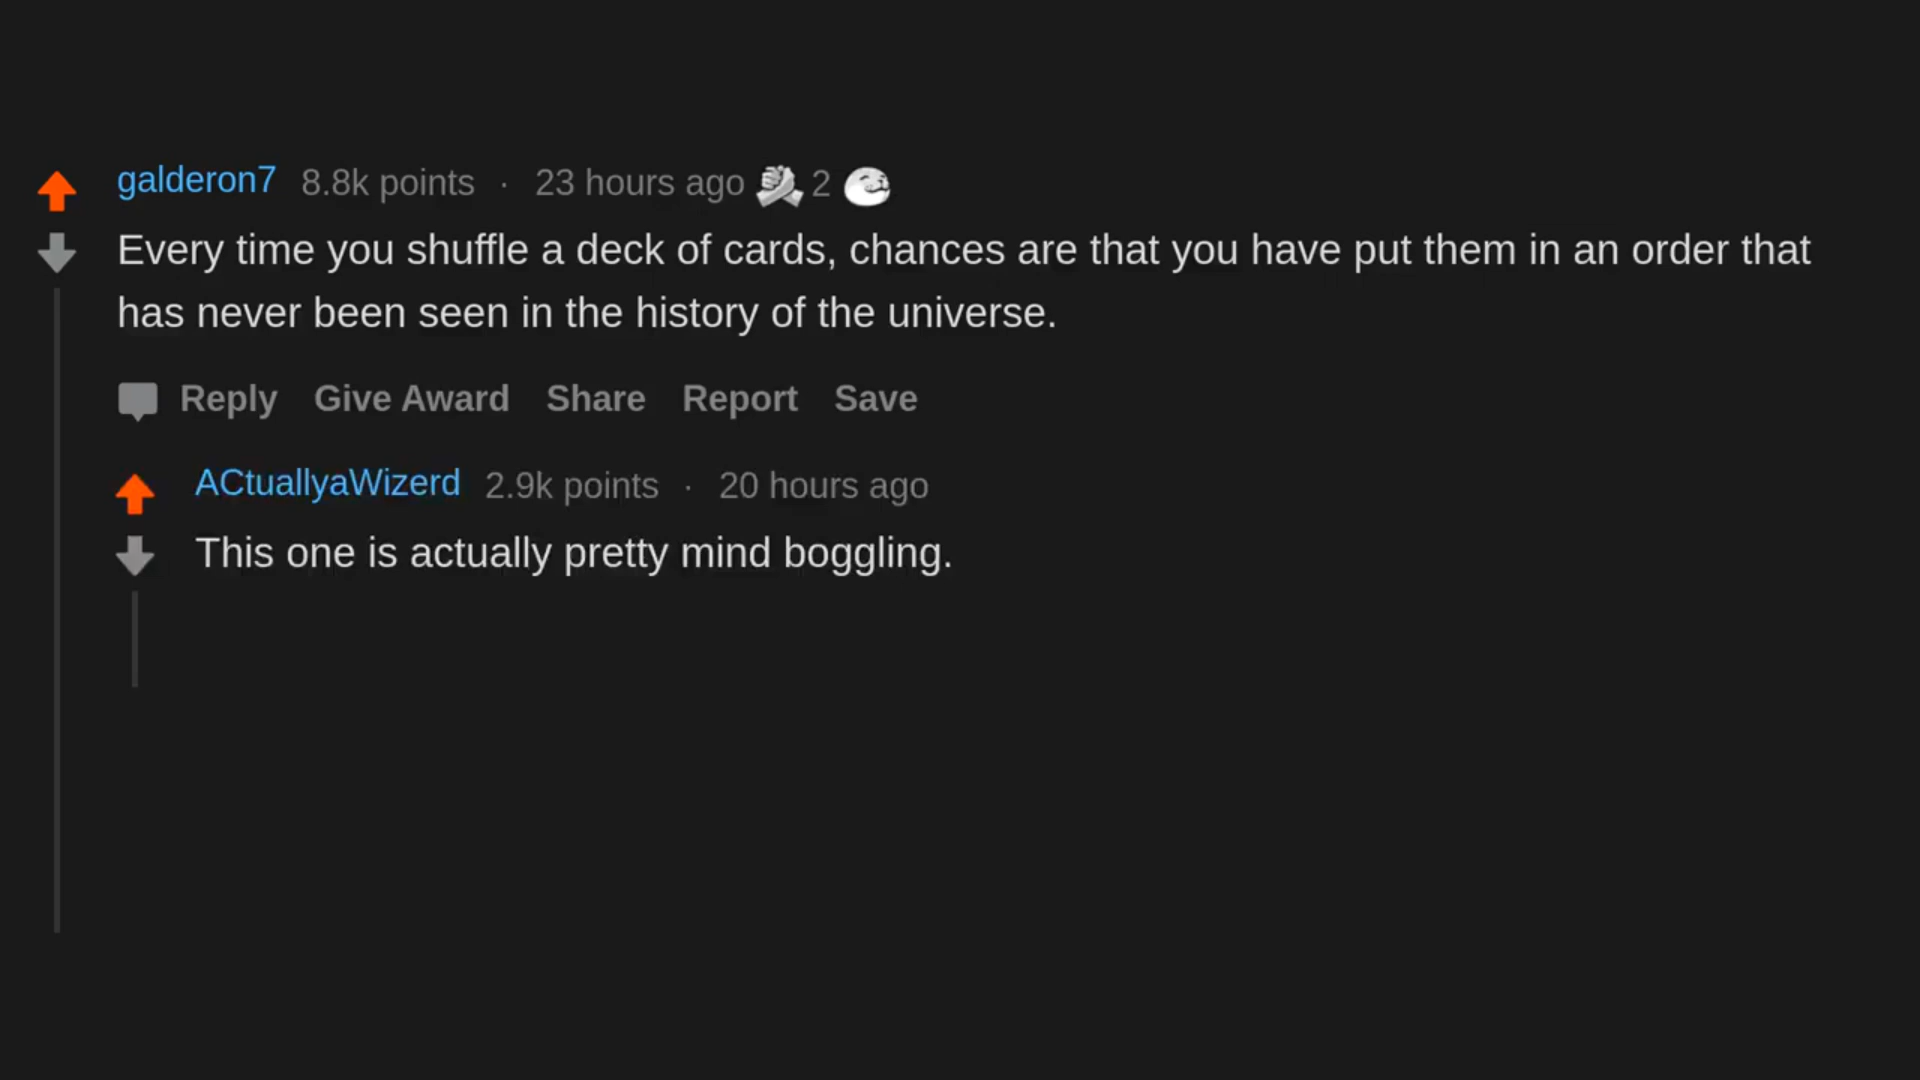 galderon7 8.8k points · 23 hours ago 2
Every time you shuffle a deck of cards, chances are that you have put them in an order that
has never been seen in the history of the universe.
Reply Give Award Share Report Save
ACtuallyaWizerd 2.9k points · 20 hours ago
This one is actually pretty mind boggling.